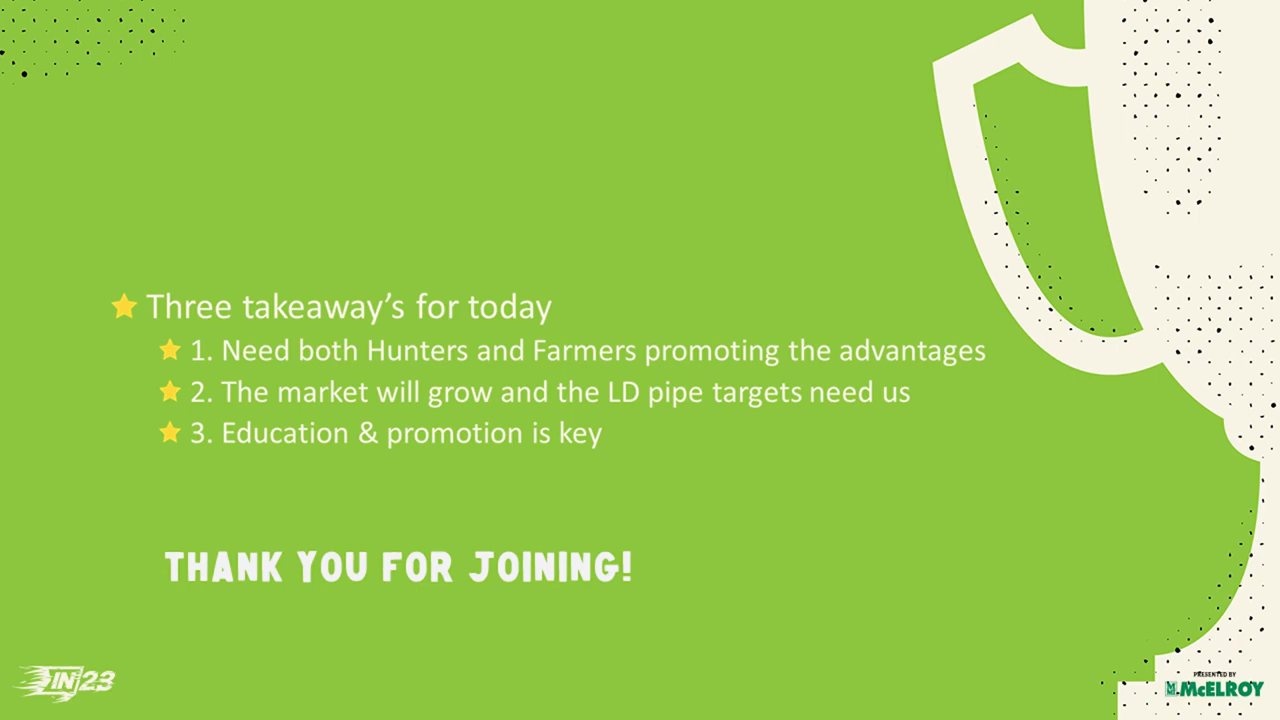 Three takeaway’s for today
1. Need both Hunters and Farmers promoting the advantages
2. The market will grow and the LD pipe targets need us
3. Education & promotion is key
THANK YOU FOR JOINING!
IN23
PRESENTED BY
McELROY